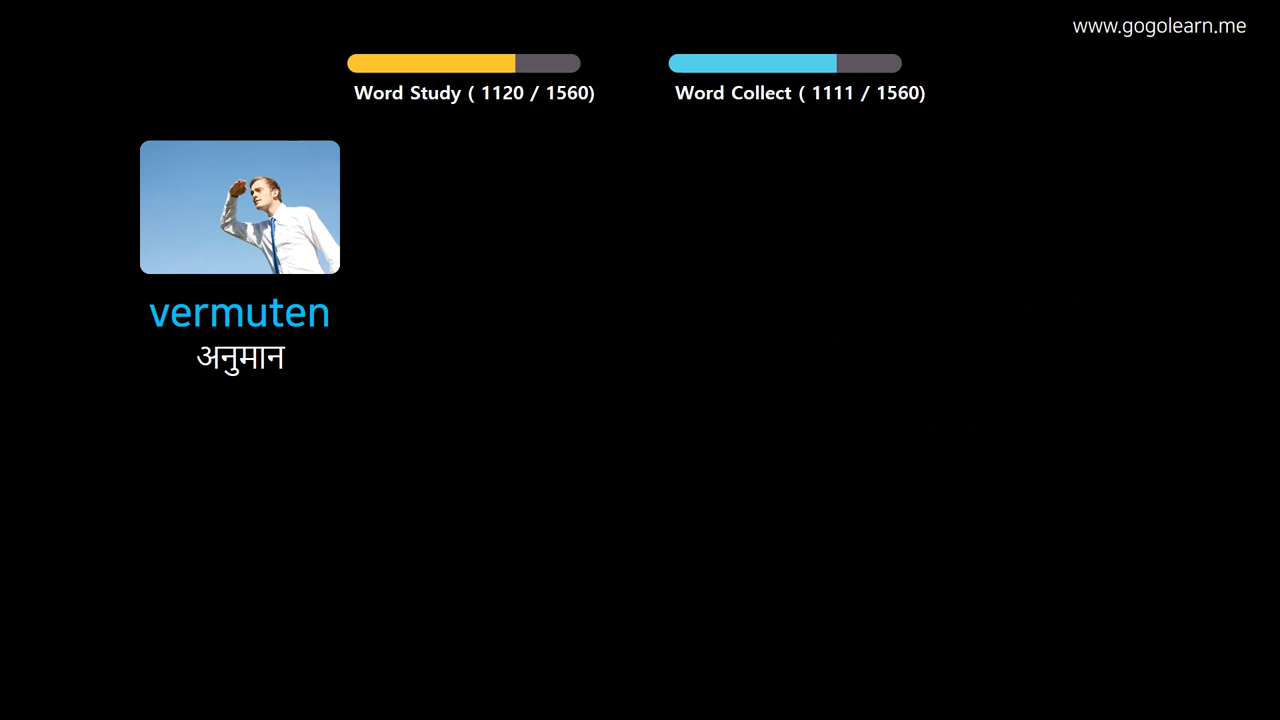 www.gogolearn.me
Word Study ( 1120 / 1560)
Word Collect ( 1111 / 1560)
vermuten
अनुमान